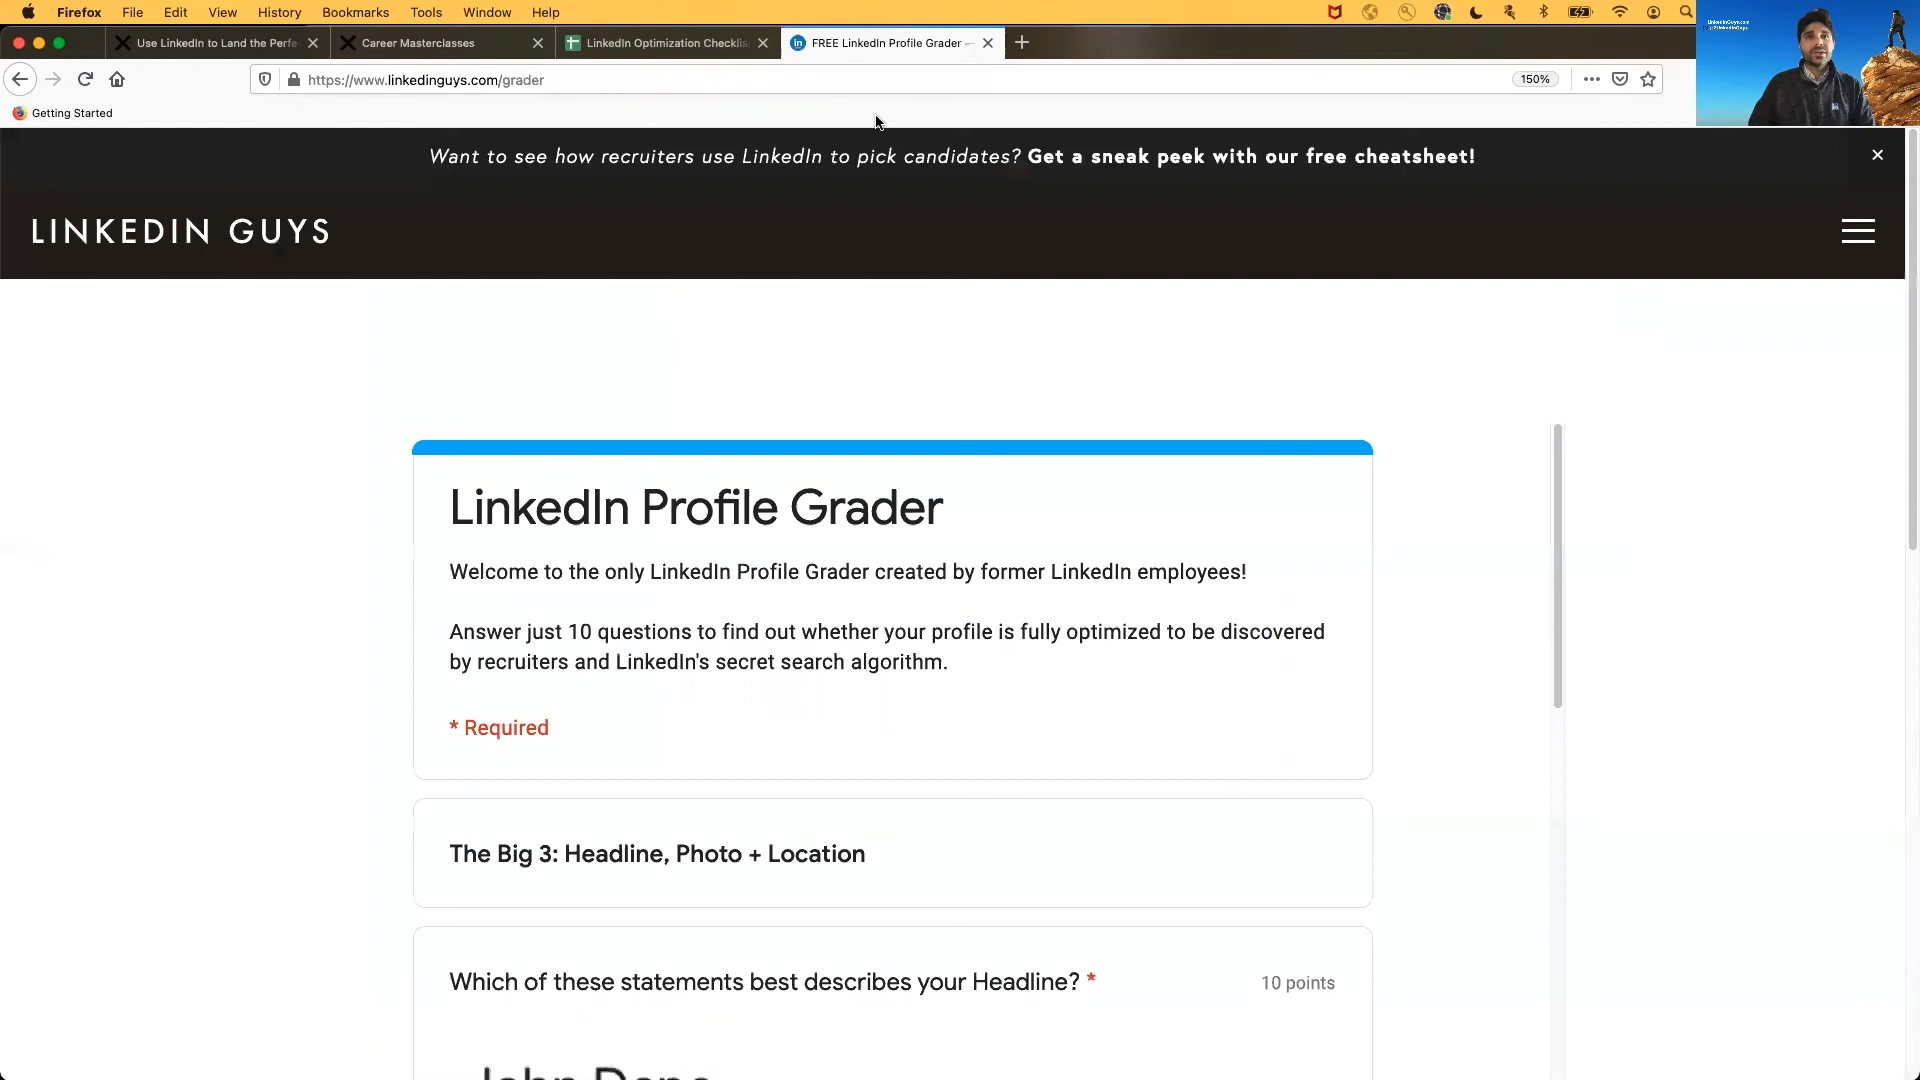 Firefox File Edit View History Bookmarks Tools Window Help
Use LinkedIn to Land the Perfe
Career Masterclasses
LinkedIn Optimization Checklis
FREE LinkedIn Profile Grader —
https://www.linkedinguys.com/grader
150%
Getting Started
Want to see how recruiters use LinkedIn to pick candidates? Get a sneak peek with our free cheatsheet!
LINKEDIN GUYS
LinkedIn Profile Grader
Welcome to the only LinkedIn Profile Grader created by former LinkedIn employees!
Answer just 10 questions to find out whether your profile is fully optimized to be discovered
by recruiters and LinkedIn's secret search algorithm.
* Required
The Big 3: Headline, Photo + Location
Which of these statements best describes your Headline? *
10 points